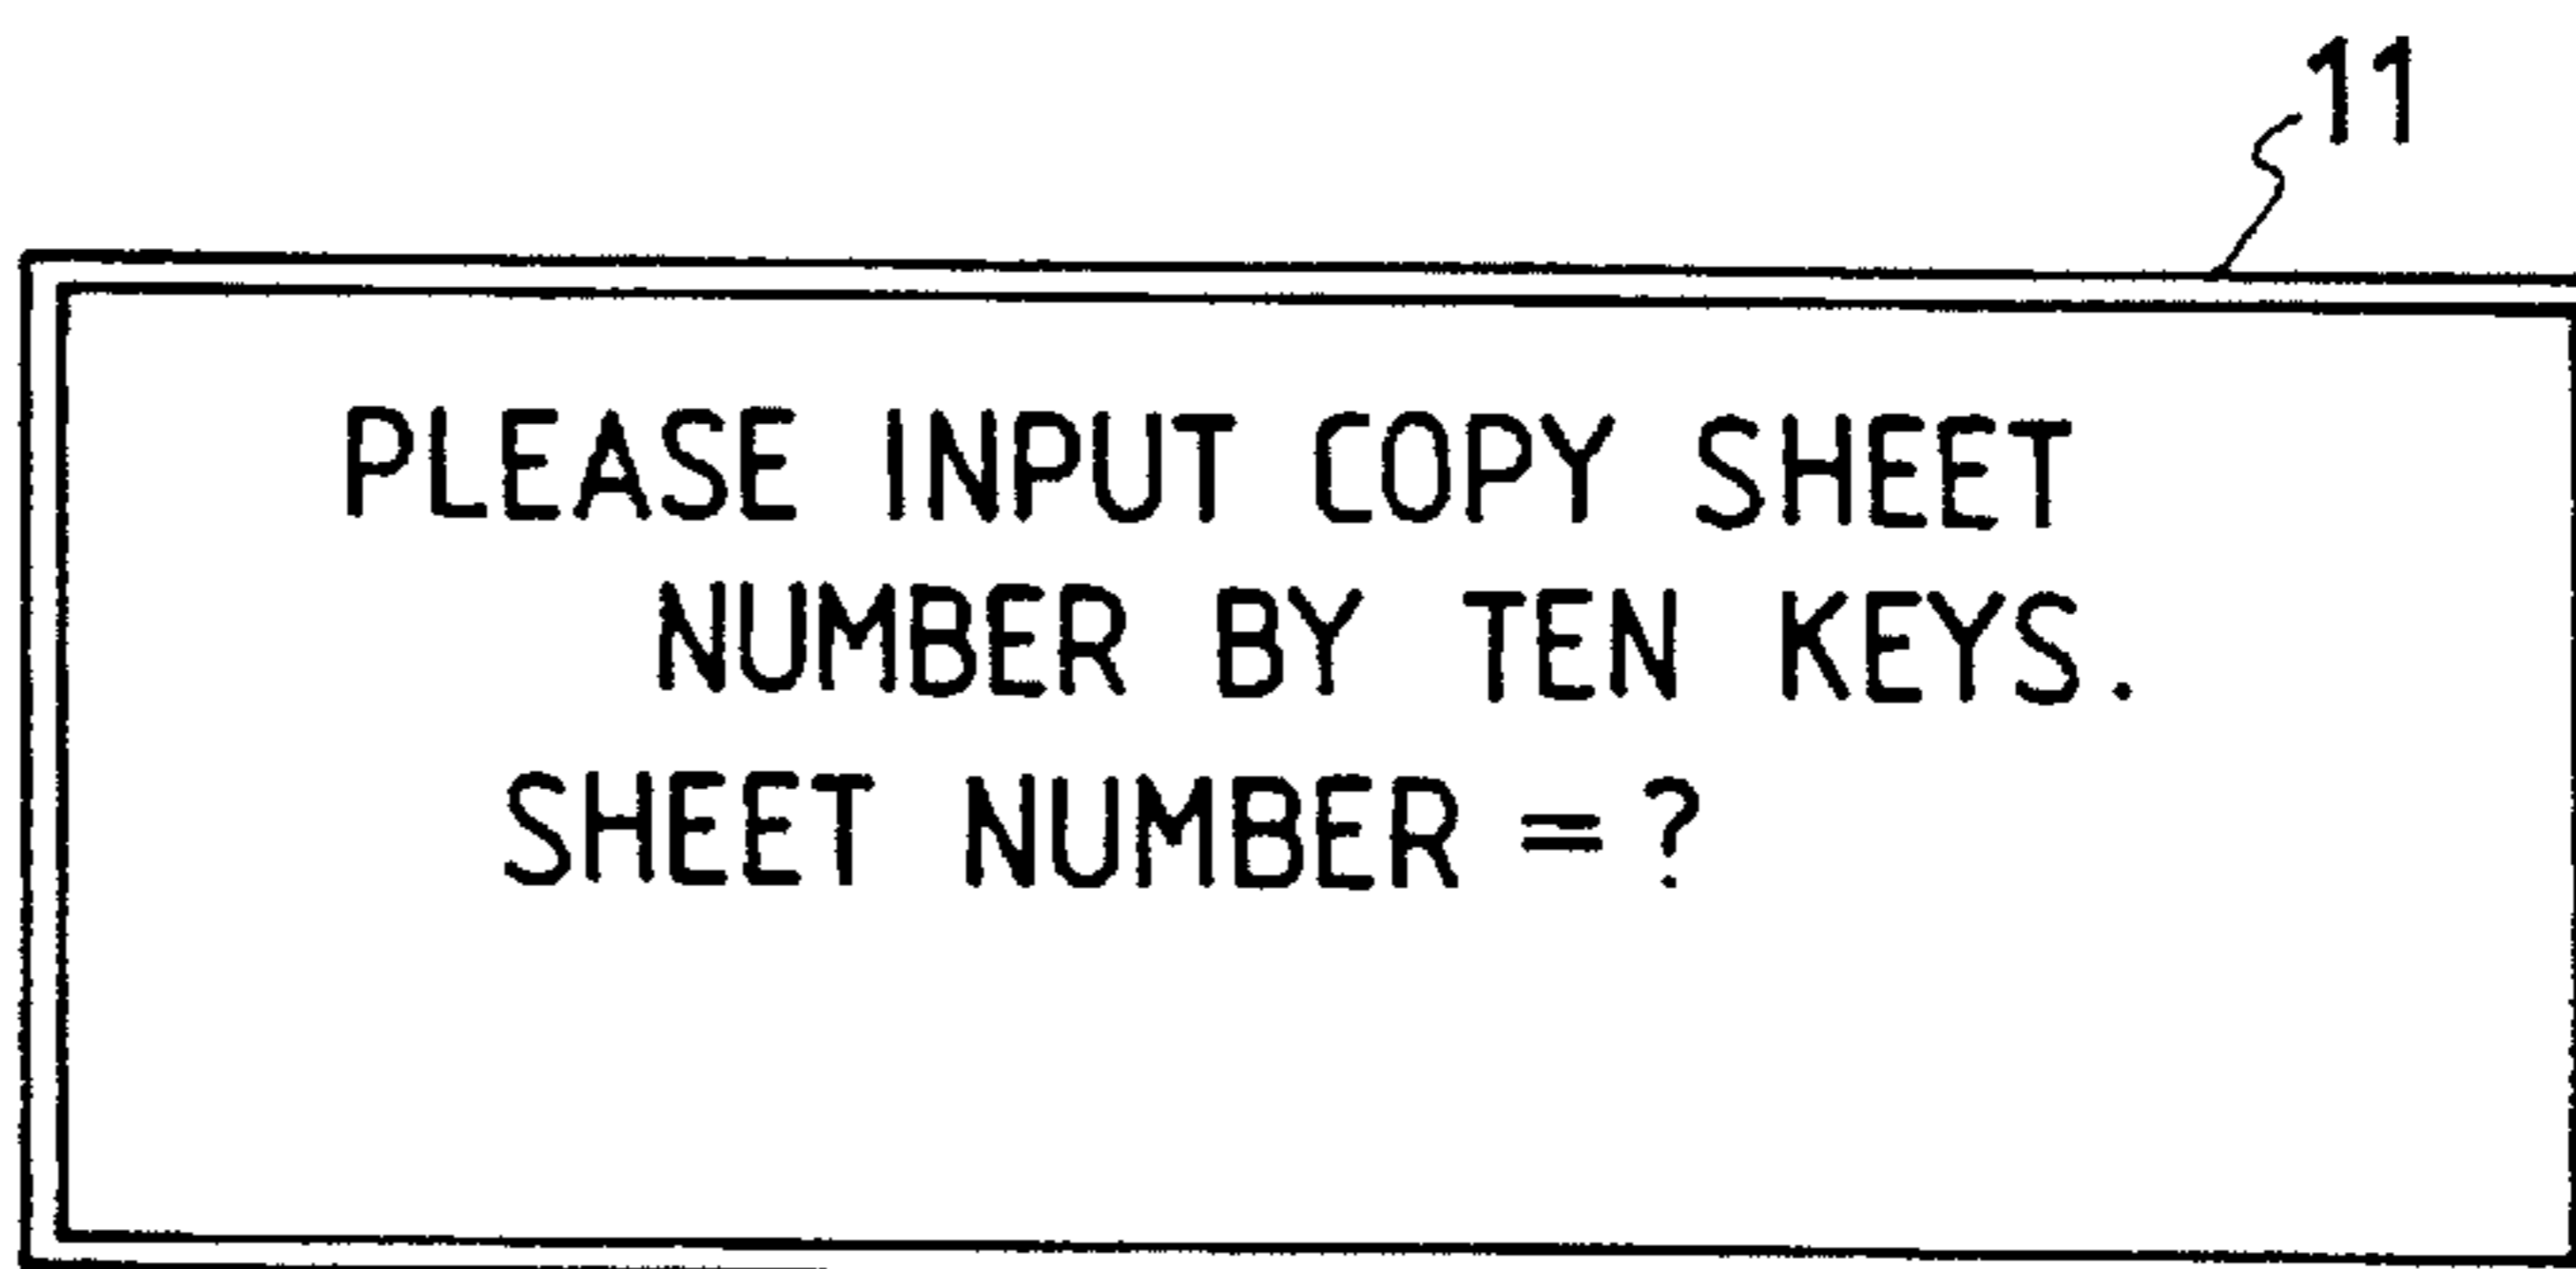 11
PLEASE INPUT COPY SHEET
NUMBER BY TEN KEYS.
SHEET NUMBER =?